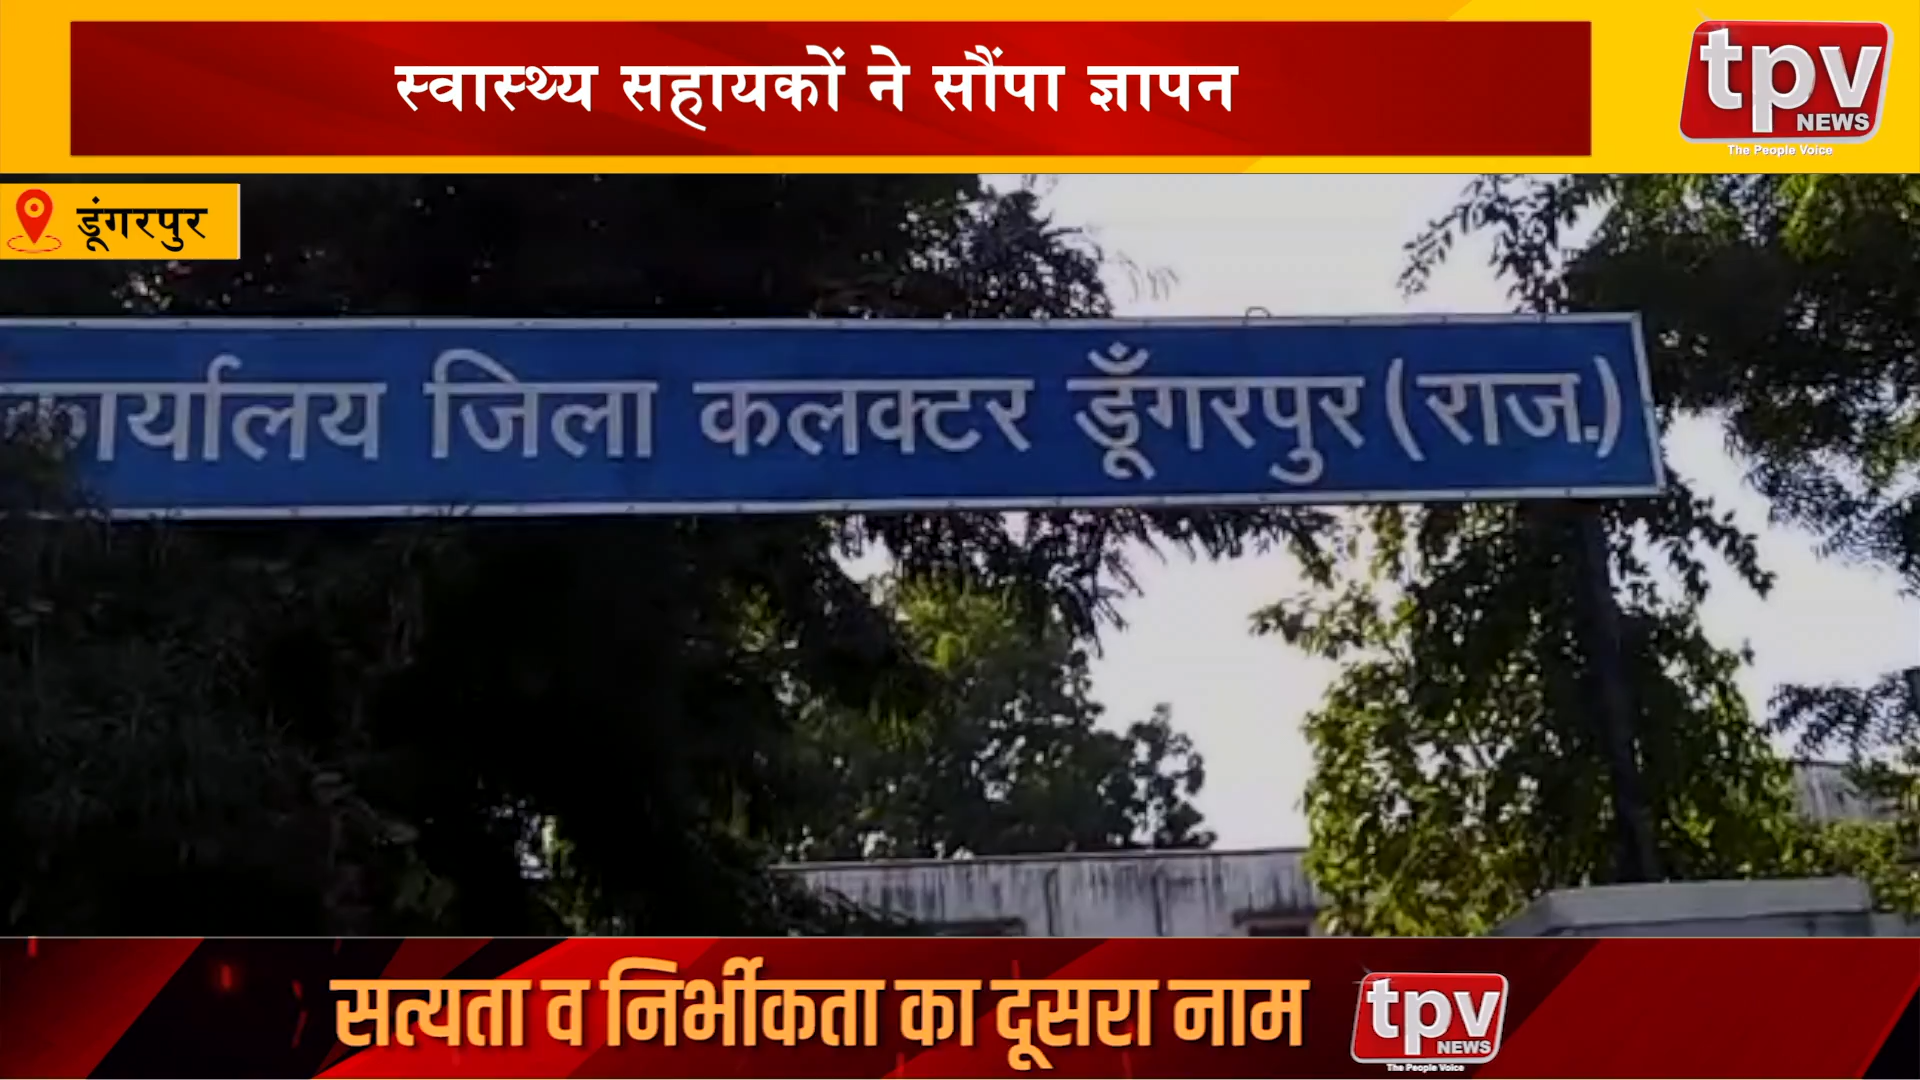 स्वास्थ्य सहायकों ने सौंपा ज्ञापन
tpv
NEWS
The People Voice
डूंगरपुर
कार्यालय जिला कलक्टर डूँगरपुर (राज.)
सत्यता व निर्भीकता का दूसरा नाम
tpv
NEWS
The People Voice